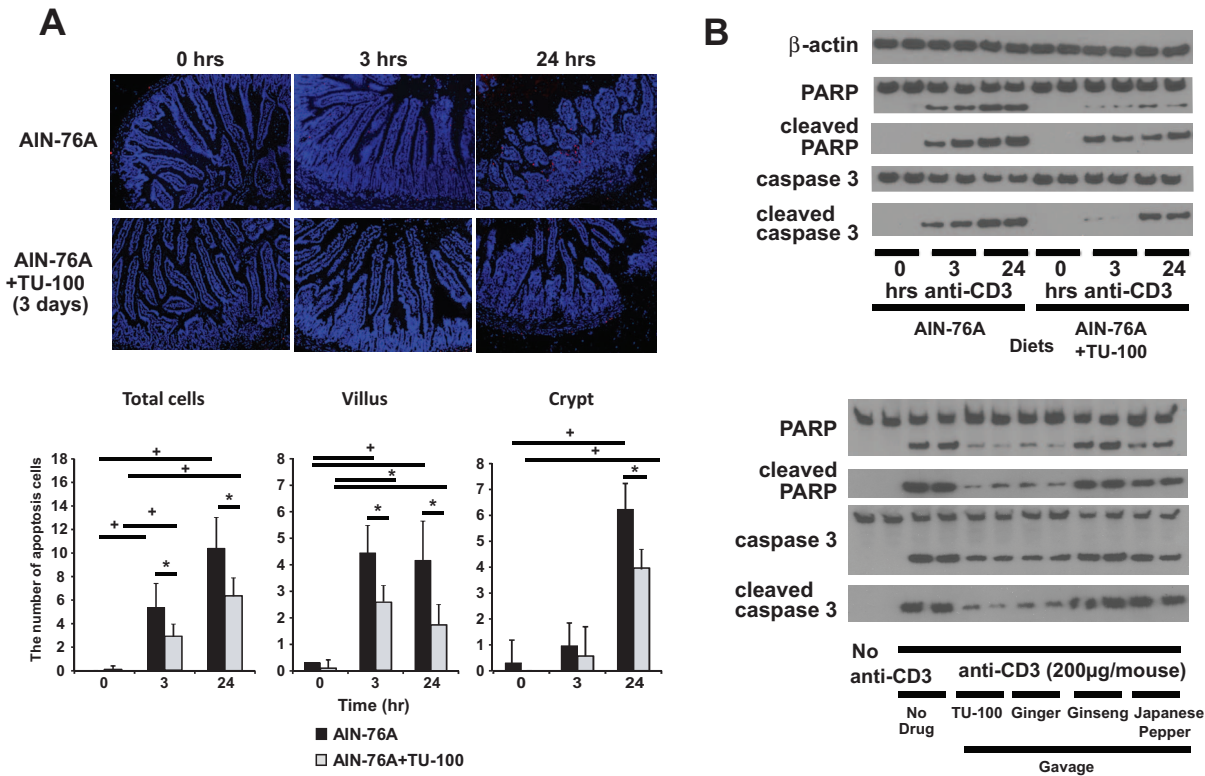 A
0 hrs 3 hrs 24 hrs
AIN-76A
AIN-76A
+TU-100
(3 days)
Total cells
Villus
Crypt
The number of apoptosis cells
18
16
14
12
10
8
6
4
2
0
+
+
+
+
*
*
0 3 24
8
7
6
5
4
3
2
1
0
+
*
*
*
0 3 24
8
7
6
5
4
3
2
1
0
+
+
*
0 3 24
Time (hr)
AIN-76A
AIN-76A+TU-100
B
β-actin
PARP
cleaved
PARP
caspase 3
cleaved
caspase 3
0 3 24 0 3 24
hrs anti-CD3 hrs anti-CD3
AIN-76A Diets AIN-76A
+TU-100
PARP
cleaved
PARP
caspase 3
cleaved
caspase 3
No
anti-CD3
anti-CD3 (200µg/mouse)
No
Drug
TU-100 Ginger Ginseng Japanese
Pepper
Gavage